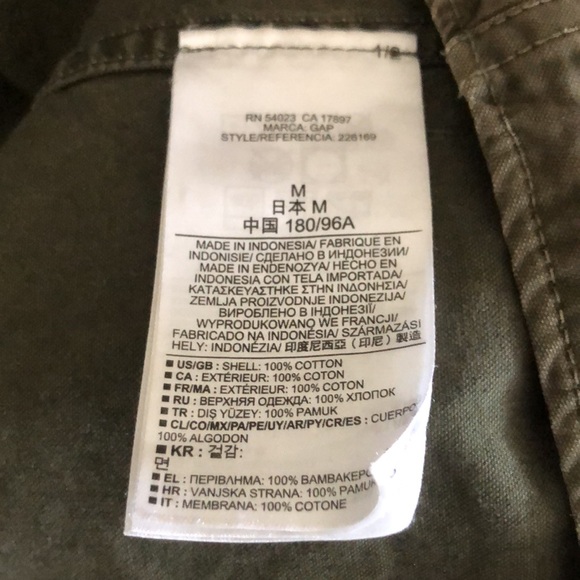 1/8
RN 54023 CA 17897
MARCA: GAP
STYLE/REFERENCIA: 226169
M
日本 M
中国 180/96A
MADE IN INDONESIA/ FABRIQUE EN
INDONISIE/ СДЕЛАНО В ИНДОНЕЗИИ/
MADE IN ENDENOZYA/ HECHO EN
INDONESIA CON TELA IMPORTADA/
ΚΑΤΑΣΚΕΥΑΣΤΗΚΕ ΣΤΗΝ ΙΝΔΟΝΗΣΙΑ/
ZEMLJA PROIZVODNJE INDONEZIJA/
ВИРОБЛЕНО В ІНДОНЕЗІЇ/
WYPRODUKOWANO WE FRANCJI/
FABRICADO NA INDONÉSIA/ SZÁRMAZÁSI
HELY: INDONÉZIA/ 印度尼西亚 (印尼) 製造
■ US/GB : SHELL: 100% COTTON
■ CA : EXTÉRIEUR: 100% COTON
■ FR/MA : EXTÉRIEUR: 100% COTON
■ RU : ВЕРХНЯЯ ОДЕЖДА: 100% ХЛОПОК
■ TR : DIŞ YÜZEY: 100% PAMUK
■ CL/CO/MX/PA/PE/UY/AR/PY/CR/ES : CUERPO
100% ALGODON
■ KR : 겉감:
면
■ EL : ΠΕΡΙΒΛΗΜΑ: 100% ΒΑΜΒΑΚΕΡΟ
■ HR : VANJSKA STRANA: 100% PAMUK
■ IT : MEMBRANA: 100% COTONE